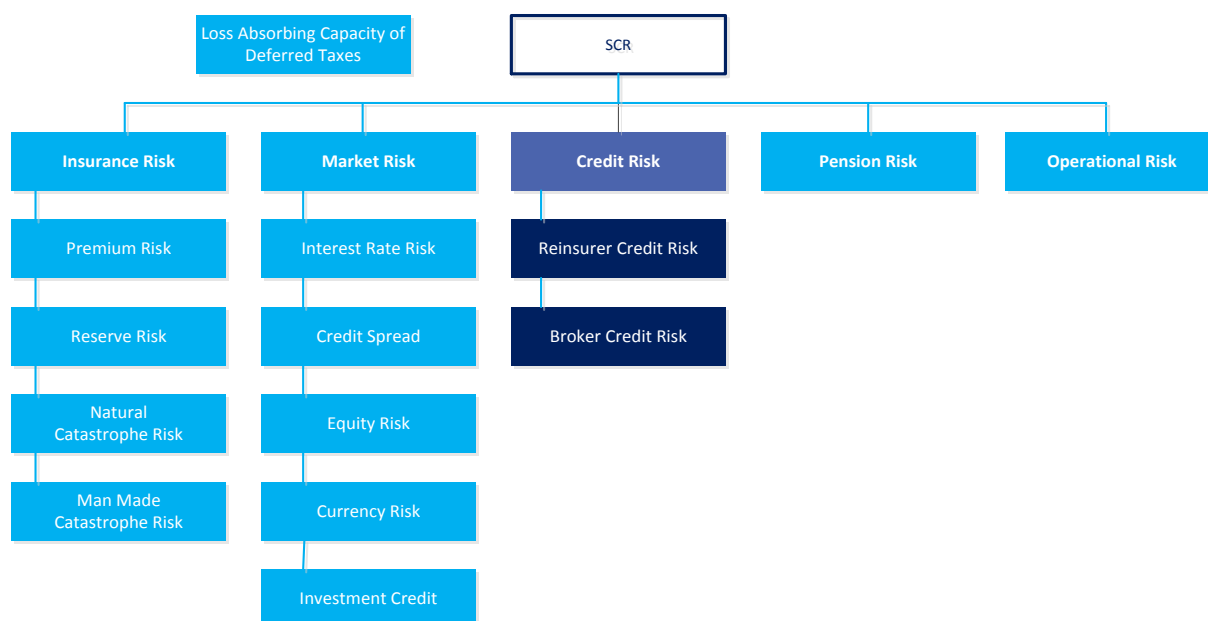 Loss Absorbing Capacity of
Deferred Taxes
SCR
Insurance Risk
Market Risk
Credit Risk
Pension Risk
Operational Risk
Premium Risk
Interest Rate Risk
Reinsurer Credit Risk
Reserve Risk
Credit Spread
Broker Credit Risk
Natural
Catastrophe Risk
Equity Risk
Man Made
Catastrophe Risk
Currency Risk
Investment Credit